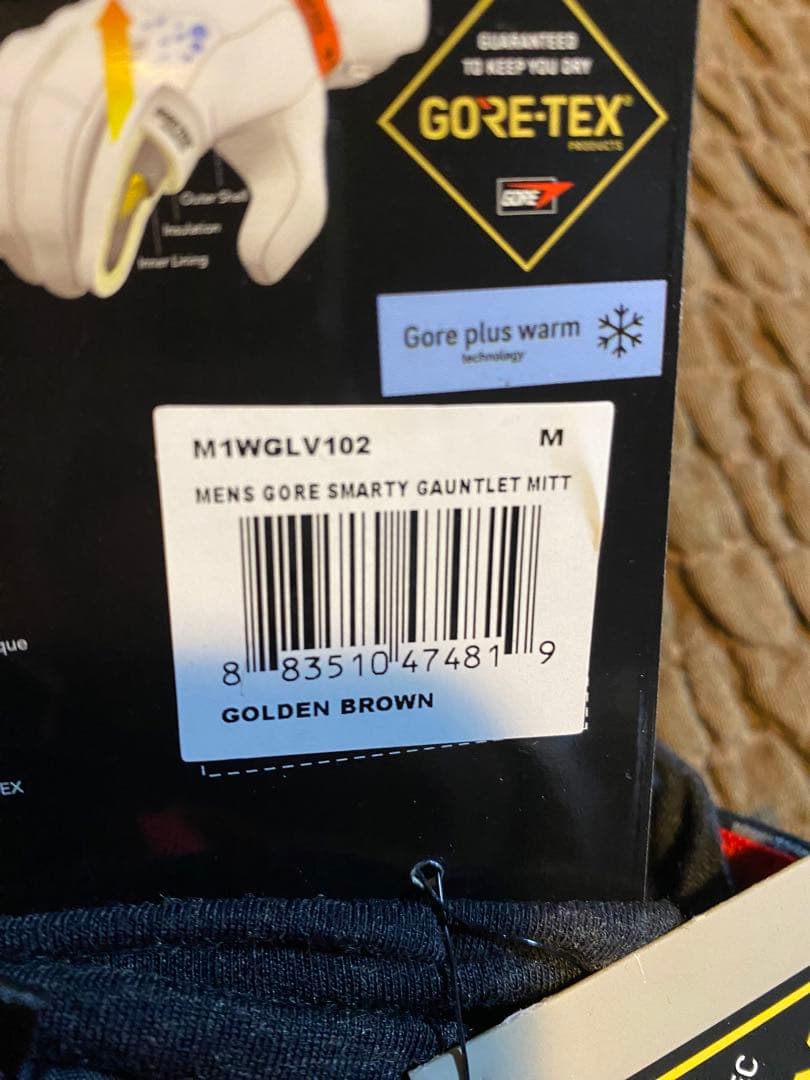 GUARANTEED
TO KEEP YOU DRY
GORE-TEX®
PRODUCTS
GORE
Outer Shell
Insulation
Inner Lining
Gore plus warm
technology
M1WGLV102 M
MENS GORE SMARTY GAUNTLET MITT
8 83510 47481 9
GOLDEN BROWN
que
EX